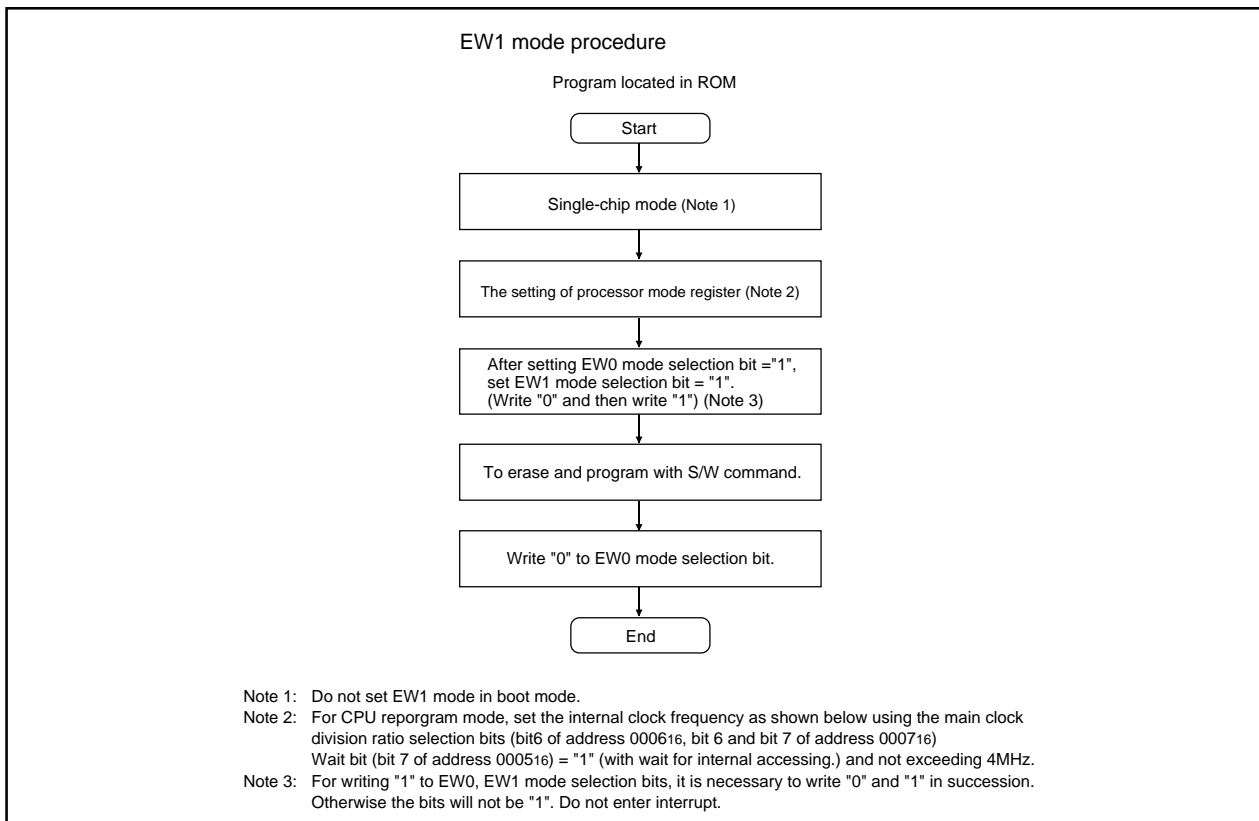 EW1 mode procedure
Program located in ROM
Start
Single-chip mode (Note 1)
The setting of processor mode register (Note 2)
After setting EW0 mode selection bit ="1",
set EW1 mode selection bit = "1".
(Write "0" and then write "1") (Note 3)
To erase and program with S/W command.
Write "0" to EW0 mode selection bit.
End
Note 1: Do not set EW1 mode in boot mode.
Note 2: For CPU reporgram mode, set the internal clock frequency as shown below using the main clock
division ratio selection bits (bit6 of address 000616, bit 6 and bit 7 of address 000716)
Wait bit (bit 7 of address 000516) = "1" (with wait for internal accessing.) and not exceeding 4MHz.
Note 3: For writing "1" to EW0, EW1 mode selection bits, it is necessary to write "0" and "1" in succession.
Otherwise the bits will not be "1". Do not enter interrupt.